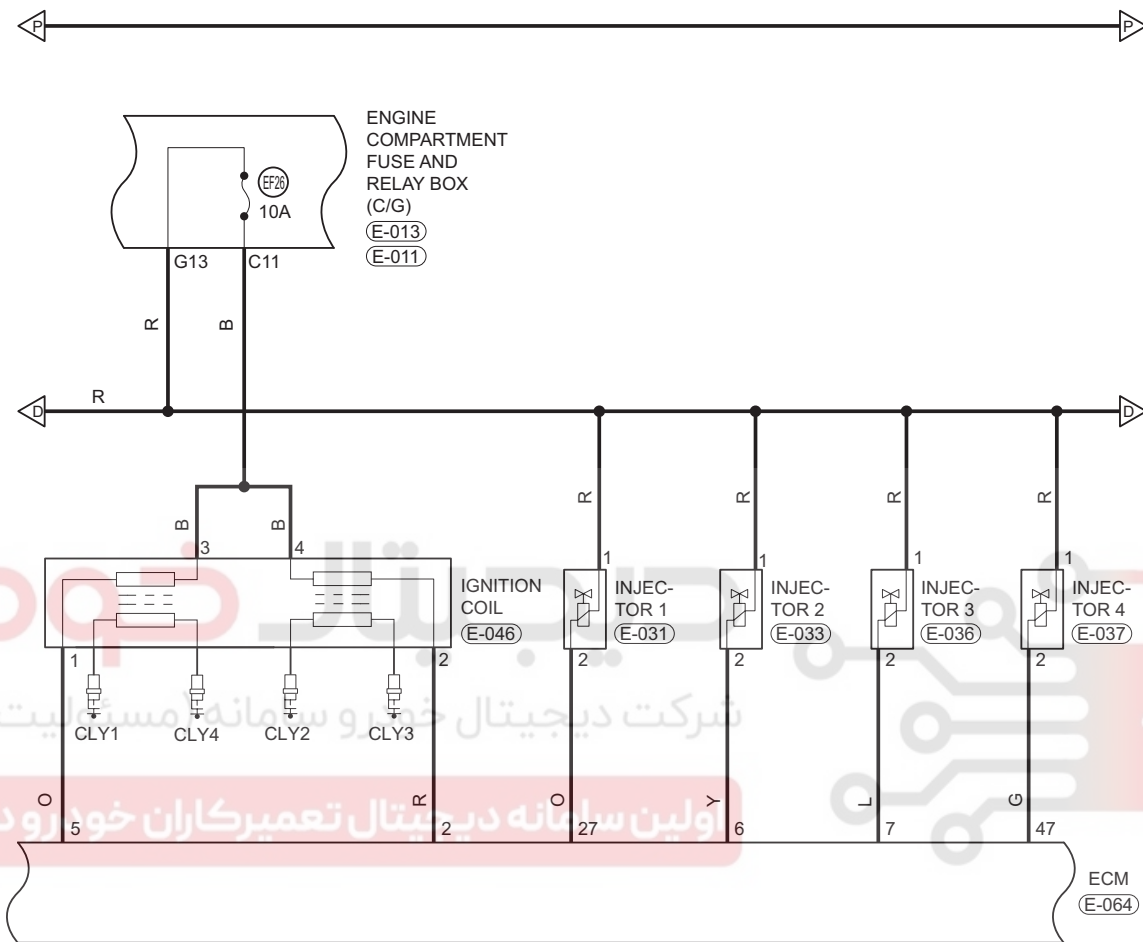 P
P
ENGINE
COMPARTMENT
FUSE AND
RELAY BOX
(C/G)
E-013
E-011
EF26
10A
G13
C11
R
B
D
R
D
B
B
R
R
R
R
3
4
1
1
1
1
IGNITION
COIL
E-046
INJEC-
TOR 1
E-031
INJEC-
TOR 2
E-033
INJEC-
TOR 3
E-036
INJEC-
TOR 4
E-037
1
2
2
2
2
2
CLY1
CLY4
CLY2
CLY3
دیجیتال خودرو
شرکت دیجیتال خودرو سامانه (مسئولیت
O
R
O
Y
L
G
اولین سامانه دیجیتال تعمیرکاران خودرو د
5
2
27
6
7
47
ECM
E-064